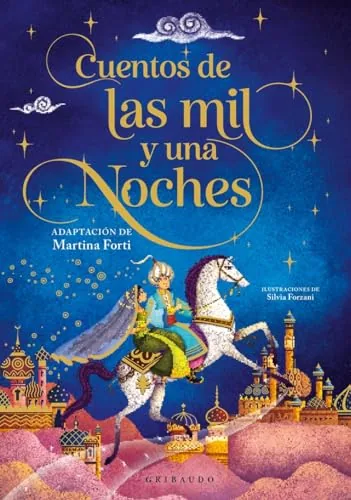 Cuentos de
las mil
y una
Noches
ADAPTACIÓN DE
Martina Forti
ILUSTRACIONES DE
Silvia Forzani
GRIBAUDO